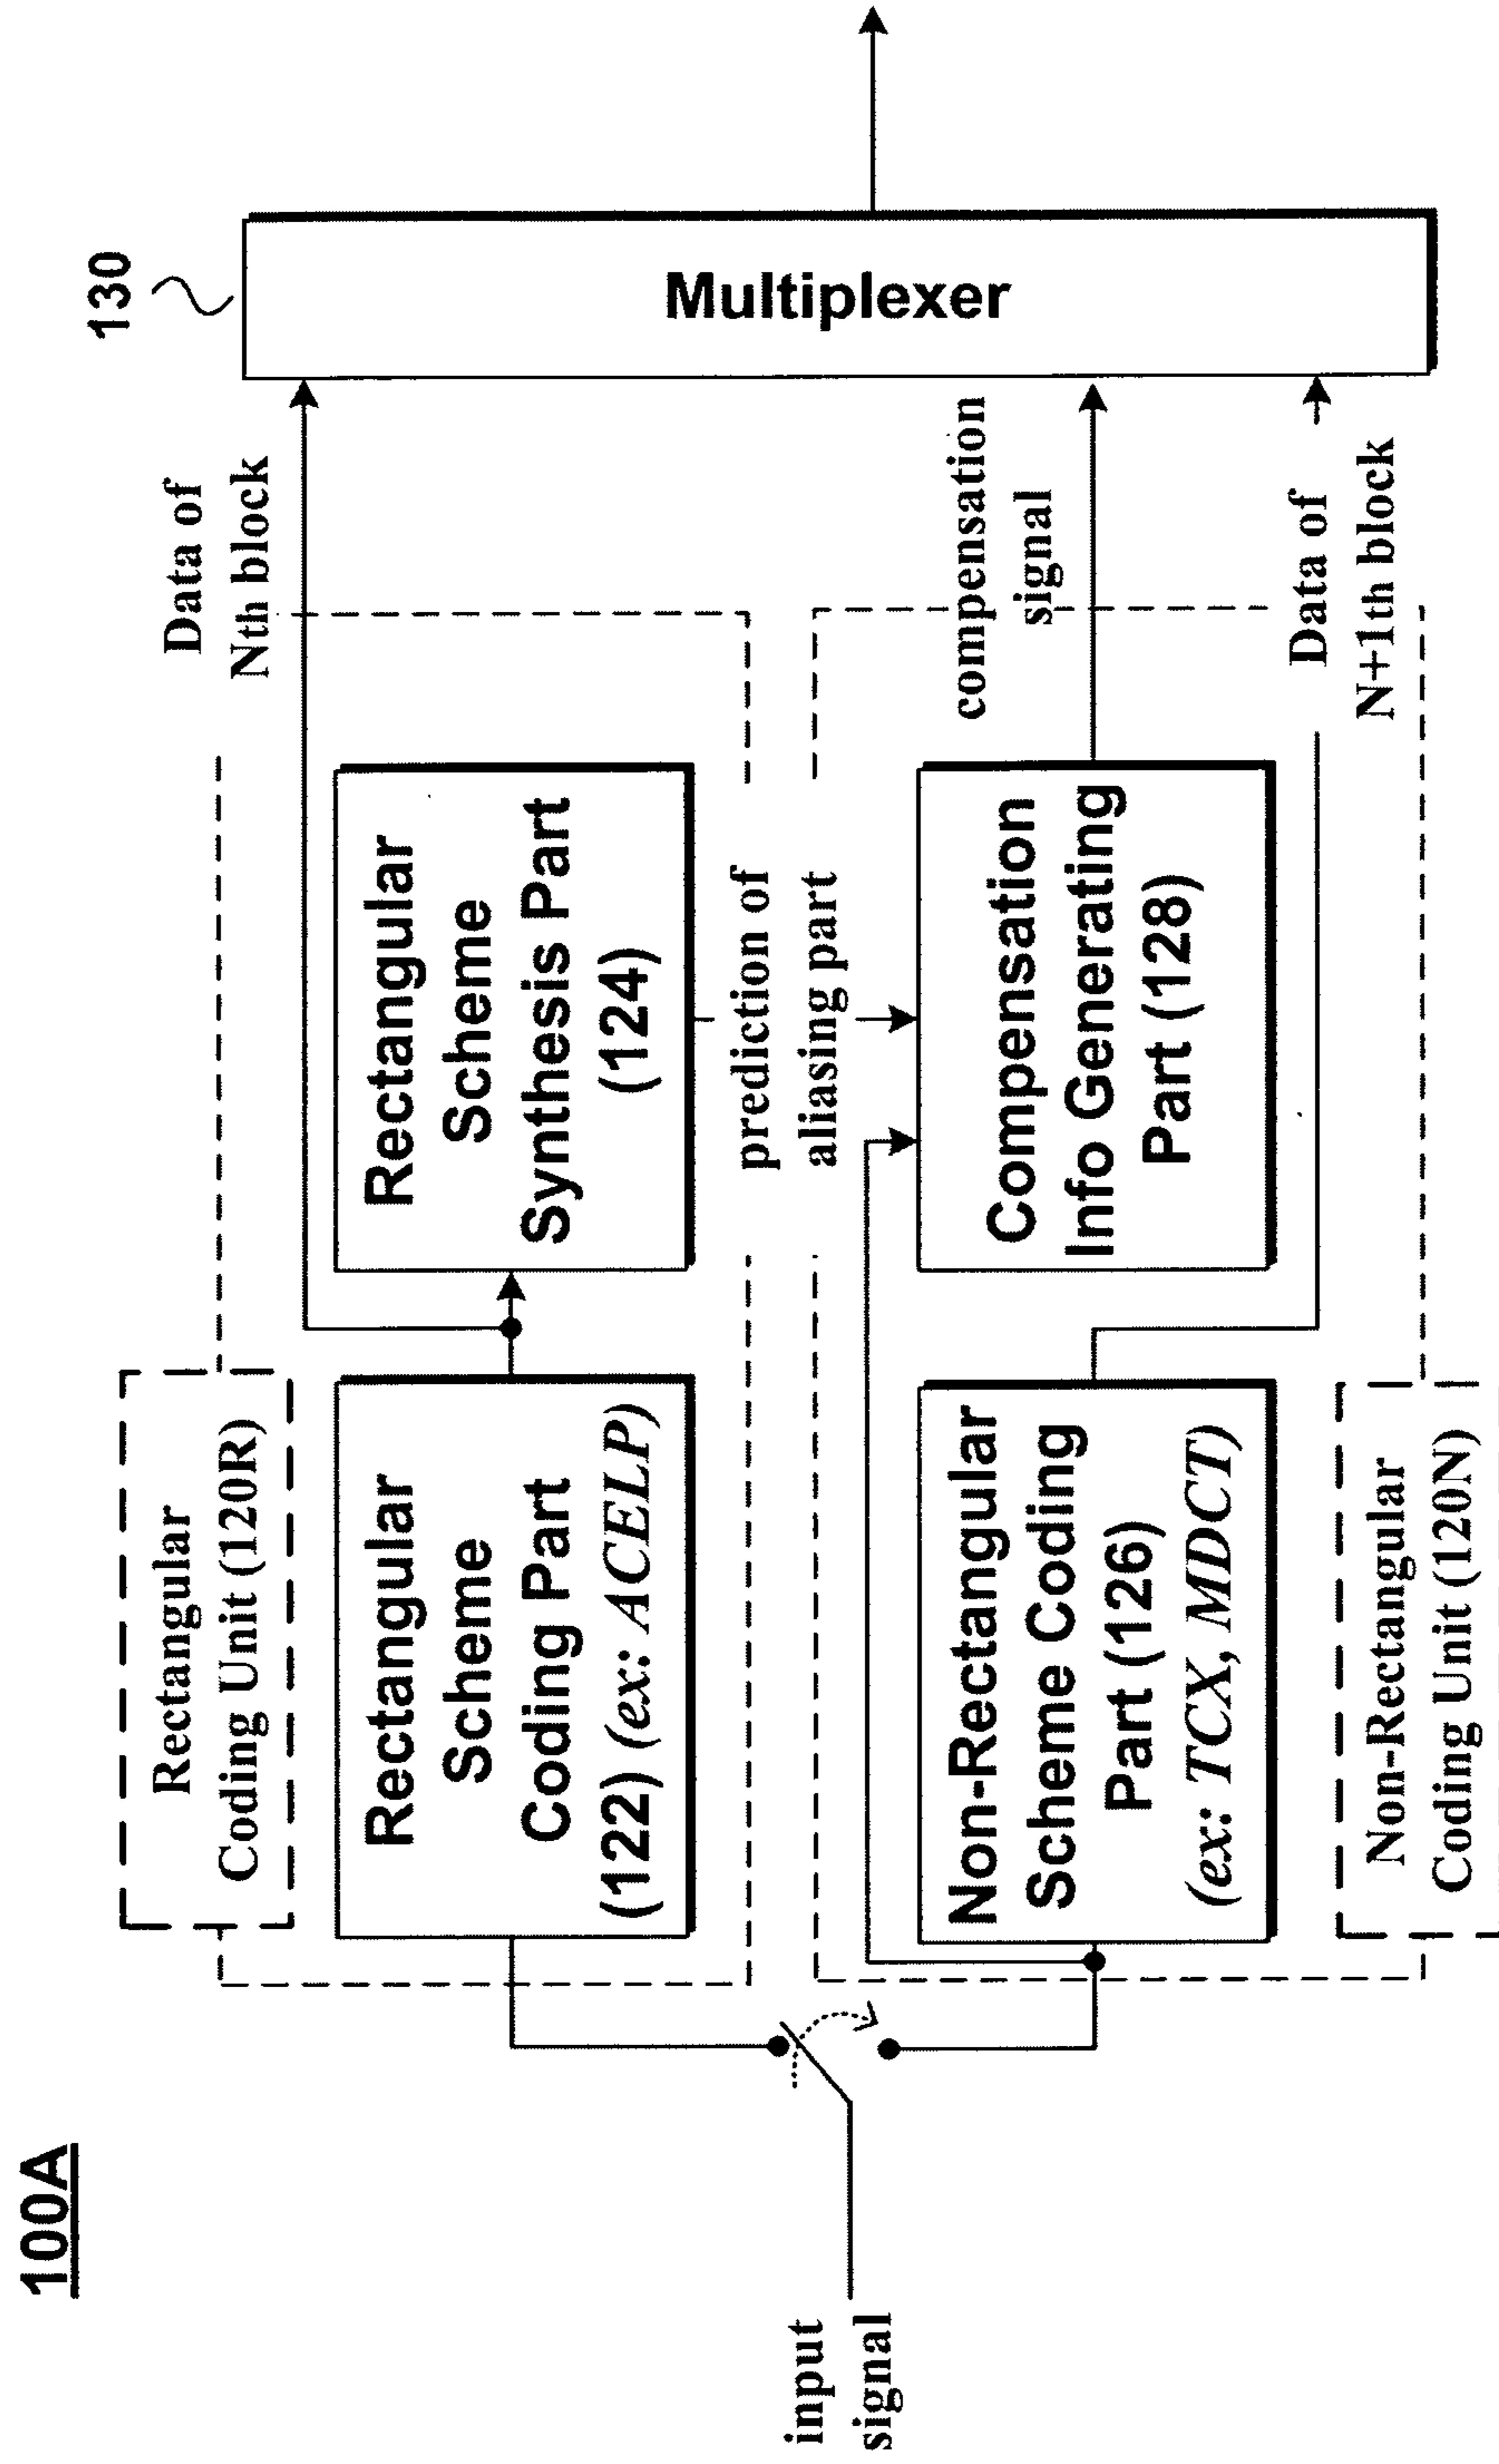 100A
input
signal
Rectangular
Coding Unit (120R)
Rectangular
Scheme
Coding Part
(122) (ex: ACELP)
Rectangular
Scheme
Synthesis Part
(124)
Data of
Nth block
130
Multiplexer
prediction of
aliasing part
Non-Rectangular
Scheme Coding
Part (126)
(ex: TCX, MDCT)
Compensation
Info Generating
Part (128)
compensation
signal
Data of
N+1th block
Non-Rectangular
Coding Unit (120N)